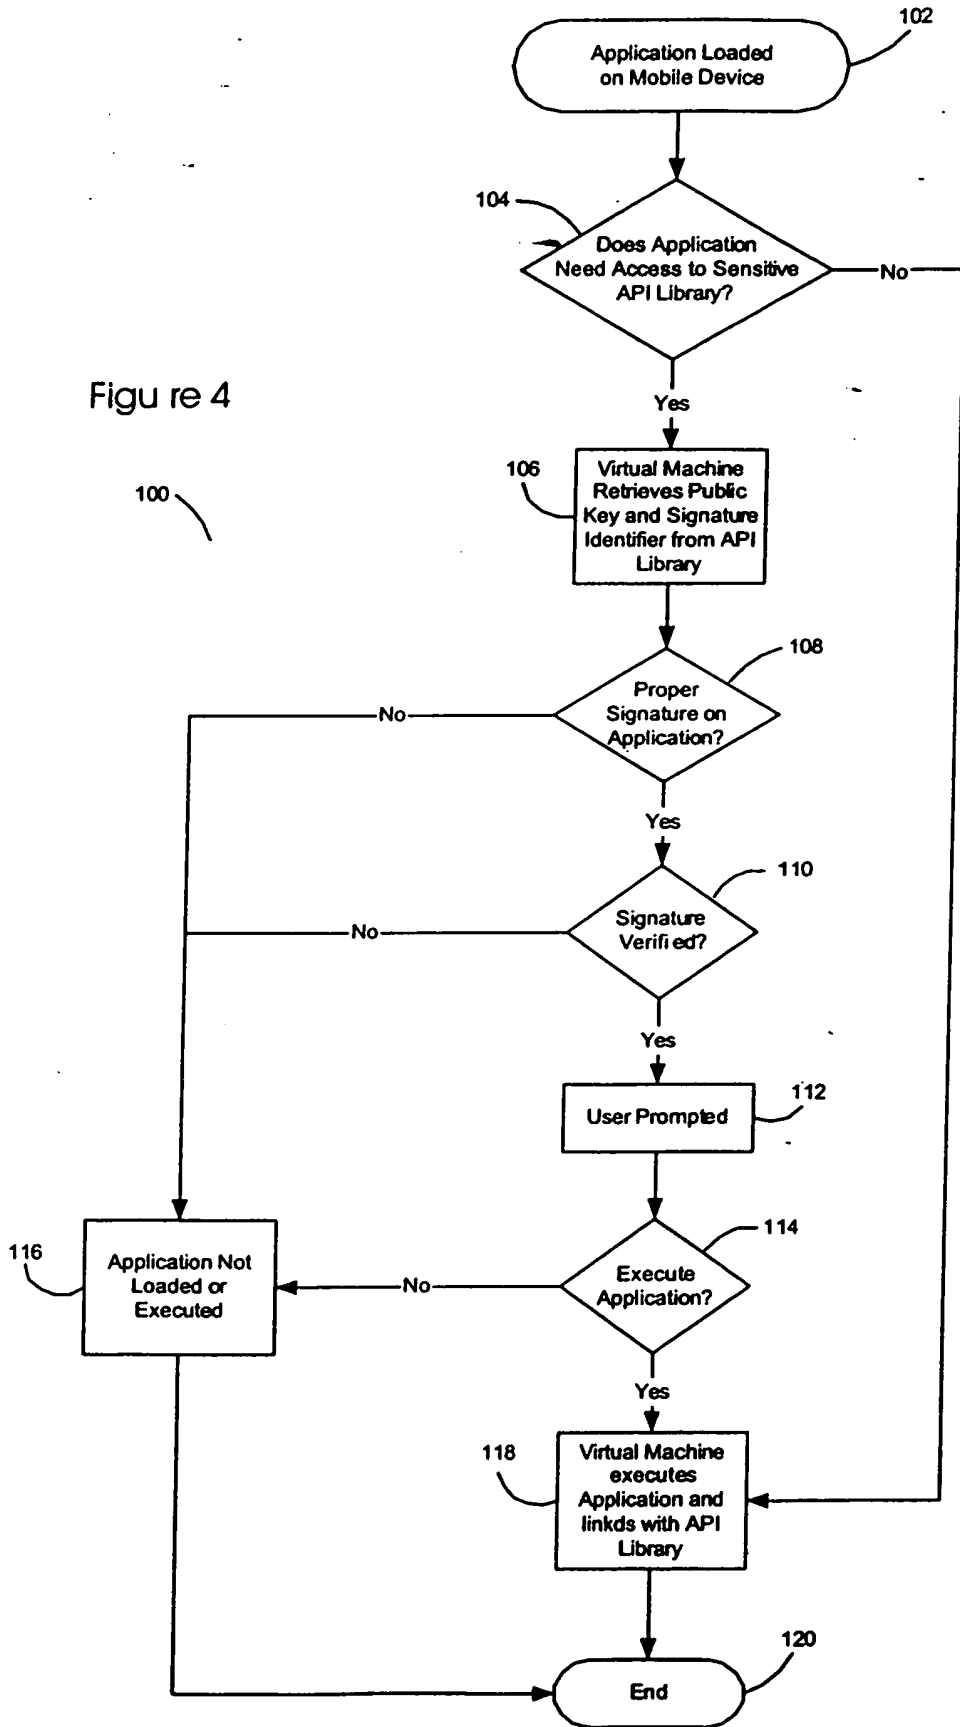 102
Application Loaded
on Mobile Device
104
Does Application
Need Access to Sensitive
API Library?
No
Figu re 4
Yes
100
106
Virtual Machine
Retrieves Public
Key and Signature
Identifier from API
Library
108
Proper
Signature on
Application?
No
Yes
110
Signature
Verified?
No
Yes
112
User Prompted
114
116
Application Not
Loaded or
Executed
No
Execute
Application?
Yes
118
Virtual Machine
executes
Application and
linkds with API
Library
120
End